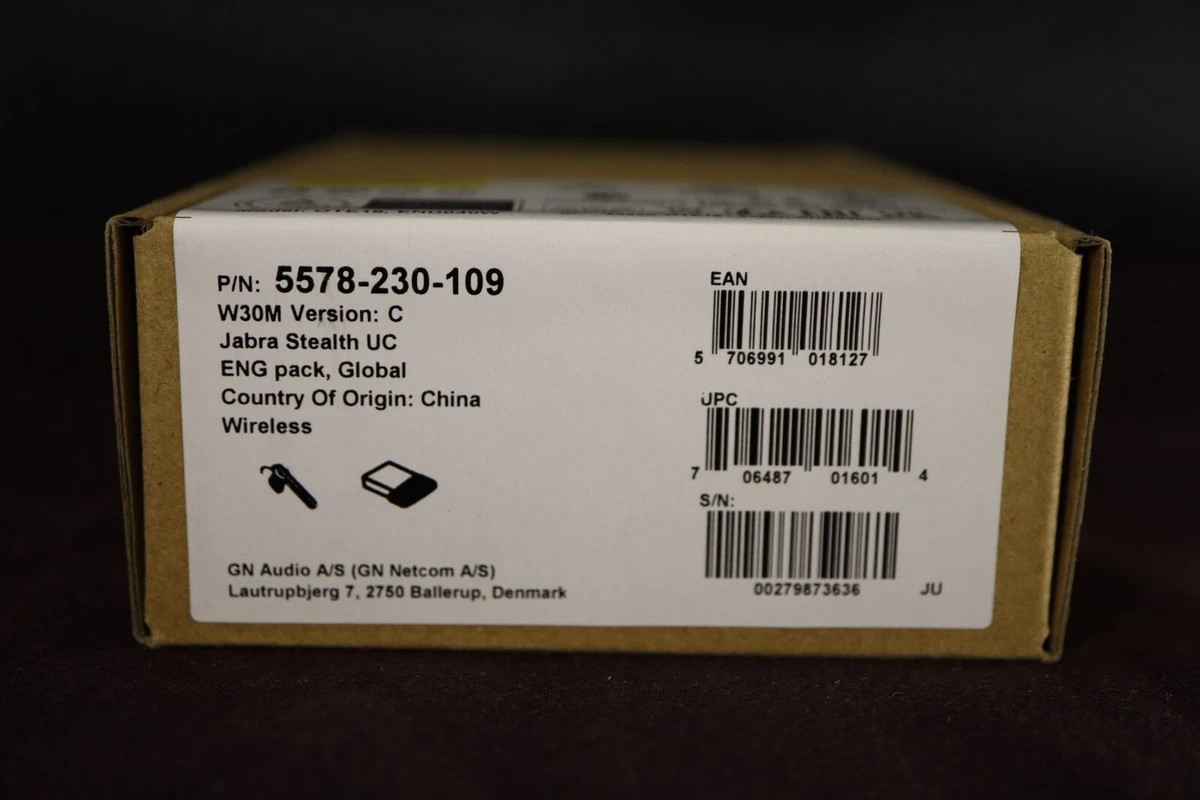 P/N: 5578-230-109
W30M Version: C
Jabra Stealth UC
ENG pack, Global
Country Of Origin: China
Wireless
GN Audio A/S (GN Netcom A/S)
Lautrupbjerg 7, 2750 Ballerup, Denmark
EAN
5 706991 018127
UPC
7 06487 01601 4
S/N:
00279873636 JU